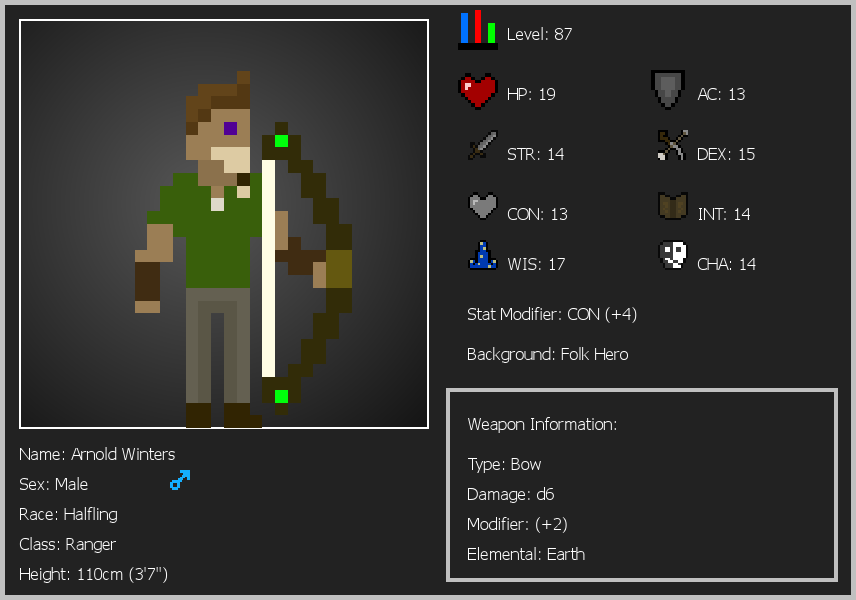 Level: 87
HP: 19
AC: 13
STR: 14
DEX: 15
CON: 13
INT: 14
WIS: 17
CHA: 14
Stat Modifier: CON (+4)
Background: Folk Hero
Name: Arnold Winters
Sex: Male
Race: Halfling
Class: Ranger
Height: 110cm (3'7")
Weapon Information:
Type: Bow
Damage: d6
Modifier: (+2)
Elemental: Earth